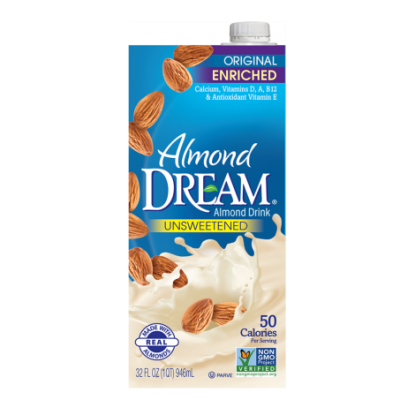 ORIGINAL
ENRICHED
Calcium, Vitamins D, A, B12
& Antioxidant Vitamin E
Almond
DREAM®
Almond Drink
UNSWEETENED
50
Calories
Per Serving
MADE WITH
REAL
ALMONDS
NON
GMO
Project
VERIFIED
nongmoproject.org
32 FL OZ (1 QT) 946mL
U PARVE